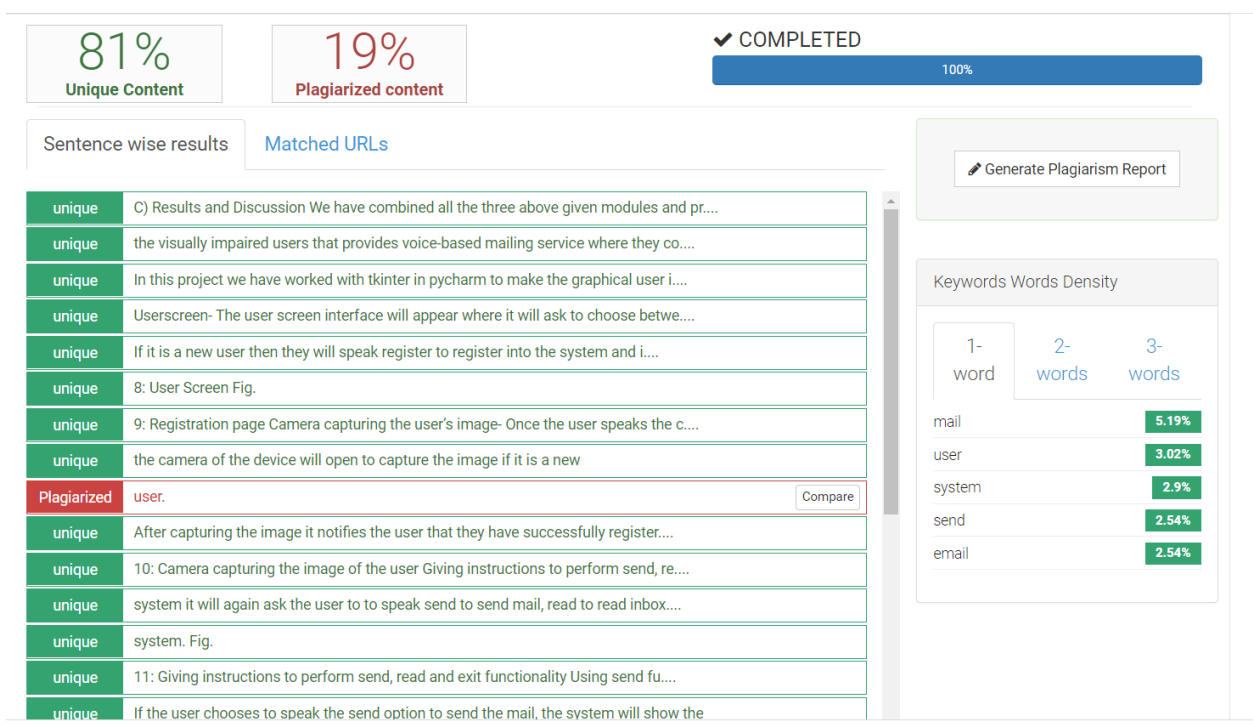 81%
Unique Content
19%
Plagiarized content
COMPLETED
100%
Sentence wise results
Matched URLs
unique C) Results and Discussion We have combined all the three above given modules and pr....
unique the visually impaired users that provides voice-based mailing service where they co....
unique In this project we have worked with tkinter in pycharm to make the graphical user i....
unique Userscreen- The user screen interface will appear where it will ask to choose betwe....
unique If it is a new user then they will speak register to register into the system and i....
unique 8: User Screen Fig.
unique 9: Registration page Camera capturing the user's image- Once the user speaks the c....
unique the camera of the device will open to capture the image if it is a new
Plagiarized user. Compare
unique After capturing the image it notifies the user that they have successfully register....
unique 10: Camera capturing the image of the user Giving instructions to perform send, re....
unique system it will again ask the user to to speak send to send mail, read to read inbox....
unique system. Fig.
unique 11: Giving instructions to perform send, read and exit functionality Using send fu....
unique If the user chooses to speak the send option to send the mail, the system will show the
Generate Plagiarism Report
Keywords Words Density
1-word
2-words
3-words
mail 5.19%
user 3.02%
system 2.9%
send 2.54%
email 2.54%